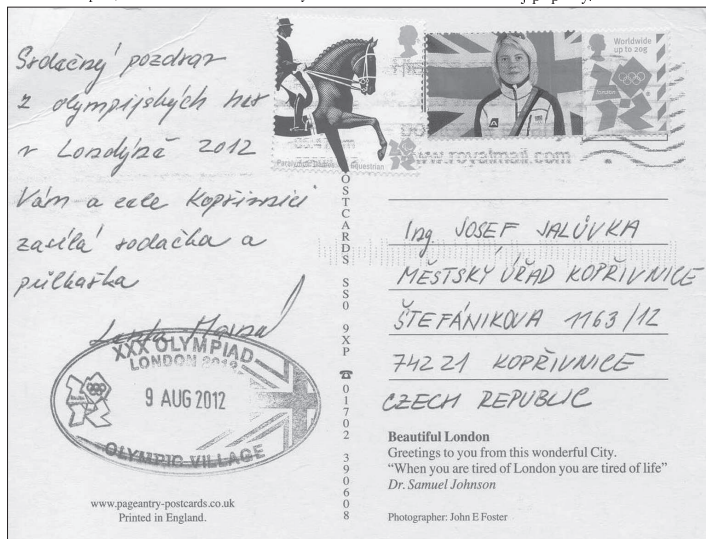 Srdečný pozdrav
z olympijských her
v Londýně 2012
Vám a celé Kopřivnici
zasílá rodačka a
půlkařka
Paralympic Games Equestrian
Worldwide
up to 20g
www.royalmail.com
XXX OLYMPIAD
LONDON 2012
9 AUG 2012
OLYMPIC VILLAGE
www.pageantry-postcards.co.uk
Printed in England.
OSTCARDS SS0 9XP ☎ 01702 390608
Ing. JOSEF JALŮVKA
MĚSTSKÝ ÚŘAD KOPŘIVNICE
ŠTEFÁNIKOVA 1163/12
742 21 KOPŘIVNICE
CZECH REPUBLIC
Beautiful London
Greetings to you from this wonderful City.
“When you are tired of London you are tired of life”
Dr. Samuel Johnson
Photographer: John E Foster